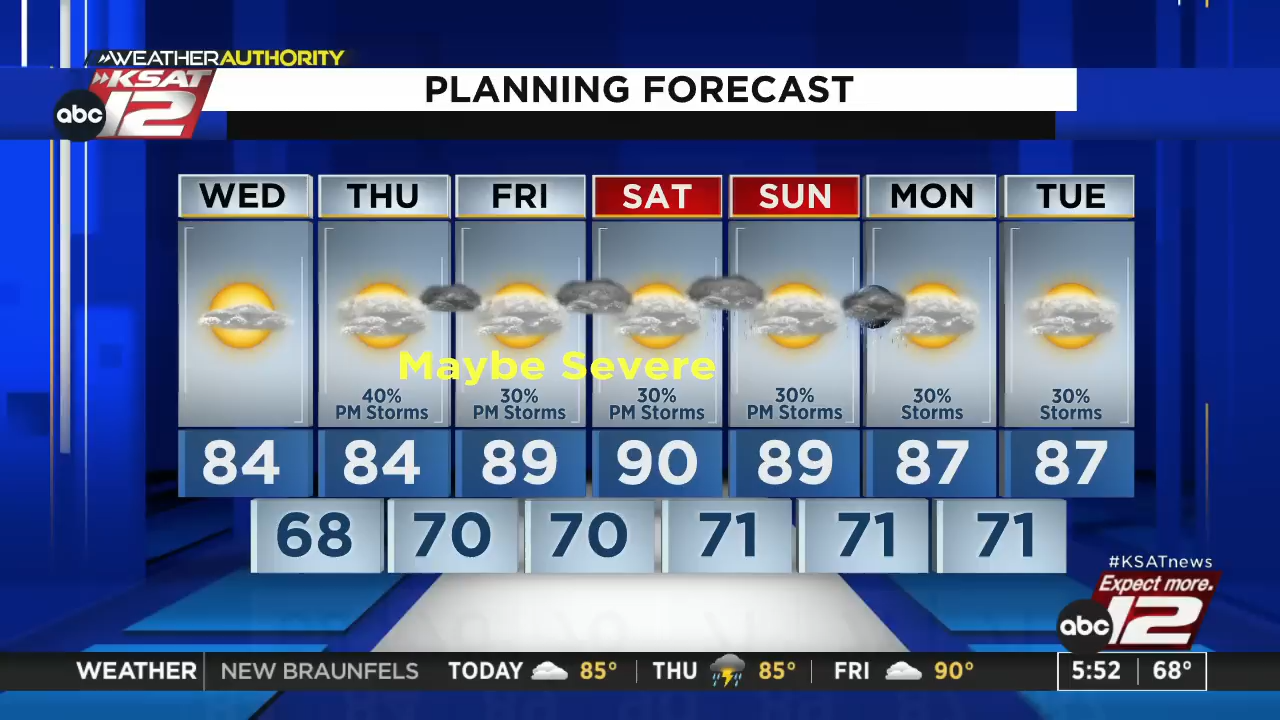 WEATHERAUTHORITY
KSAT
abc 12
PLANNING FORECAST
WED THU FRI SAT SUN MON TUE
Maybe Severe
40% 30% 30% 30% 30% 30%
PM Storms PM Storms PM Storms PM Storms Storms Storms
84 84 89 90 89 87 87
68 70 70 71 71 71
#KSATnews
Expect more.
abc 12
WEATHER NEW BRAUNFELS TODAY 85° THU 85° FRI 90° 5:52 68°